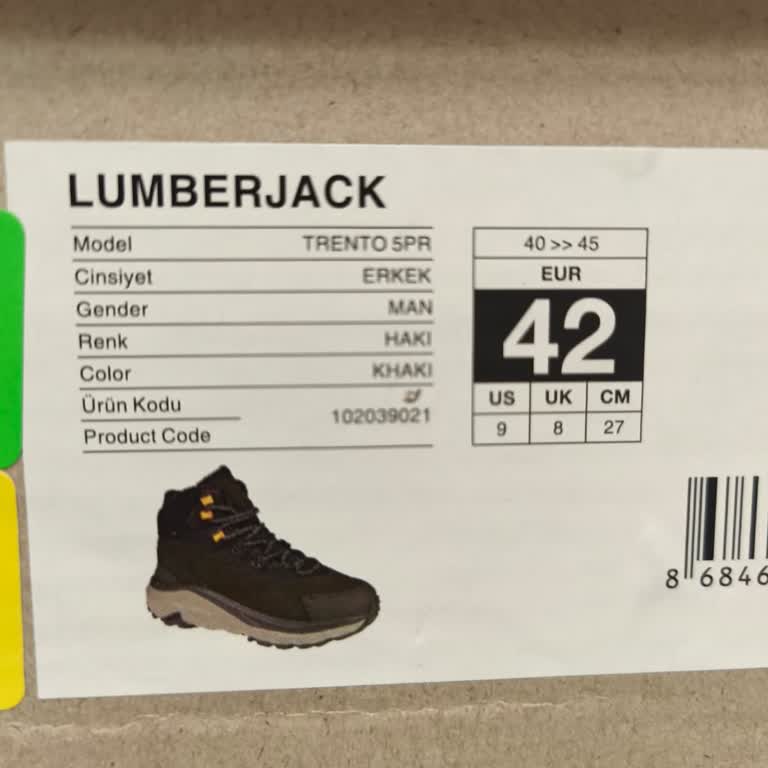 LUMBERJACK
Model TRENTO 5PR
Cinsiyet ERKEK
Gender MAN
Renk HAKI
Color KHAKI
Ürün Kodu
102039021
Product Code
40 >> 45
EUR
42
US UK CM
9 8 27
8 6846